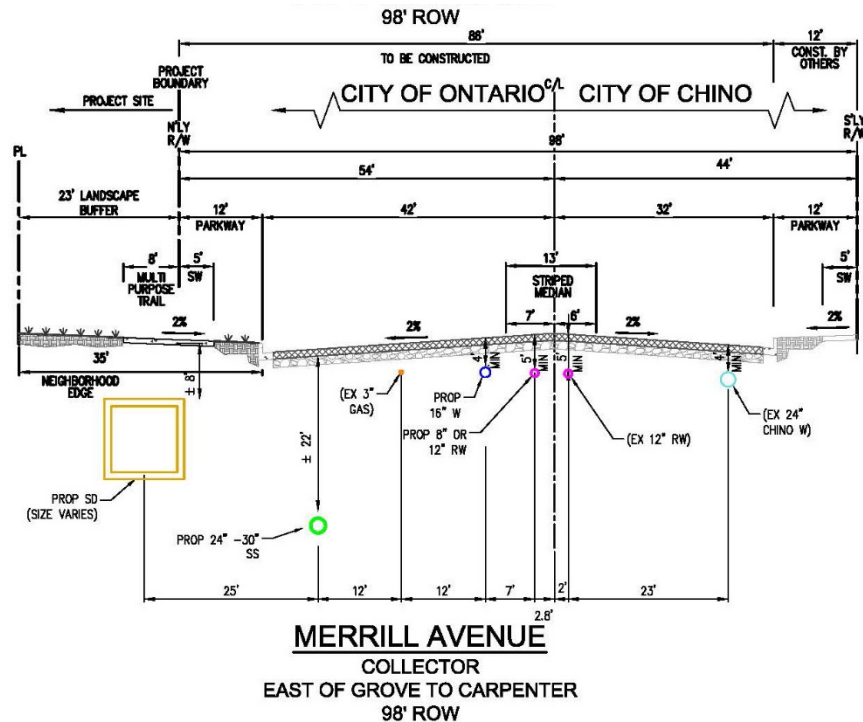 98' ROW
86'
12'
TO BE CONSTRUCTED
CONST. BY
OTHERS
PROJECT
BOUNDARY
PROJECT SITE
CITY OF ONTARIO
C/L
CITY OF CHINO
PL
N'LY
R/W
S'LY
R/W
98'
54'
44'
23' LANDSCAPE
BUFFER
12'
PARKWAY
42'
32'
12'
PARKWAY
8'
MULTI
PURPOSE
TRAIL
5'
SW
13'
STRIPED
MEDIAN
7'
6'
5'
SW
2%
2%
2%
2%
35'
NEIGHBORHOOD
EDGE
± 8'
± 22'
4'
MIN
5'
MIN
5'
MIN
4'
MIN
(EX 3"
GAS)
PROP
16" W
PROP 8" OR
12" RW
(EX 12" RW)
(EX 24"
CHINO W)
PROP SD
(SIZE VARIES)
PROP 24" -30"
SS
25'
12'
12'
7'
2.8'
2'
23'
MERRILL AVENUE
COLLECTOR
EAST OF GROVE TO CARPENTER
98' ROW